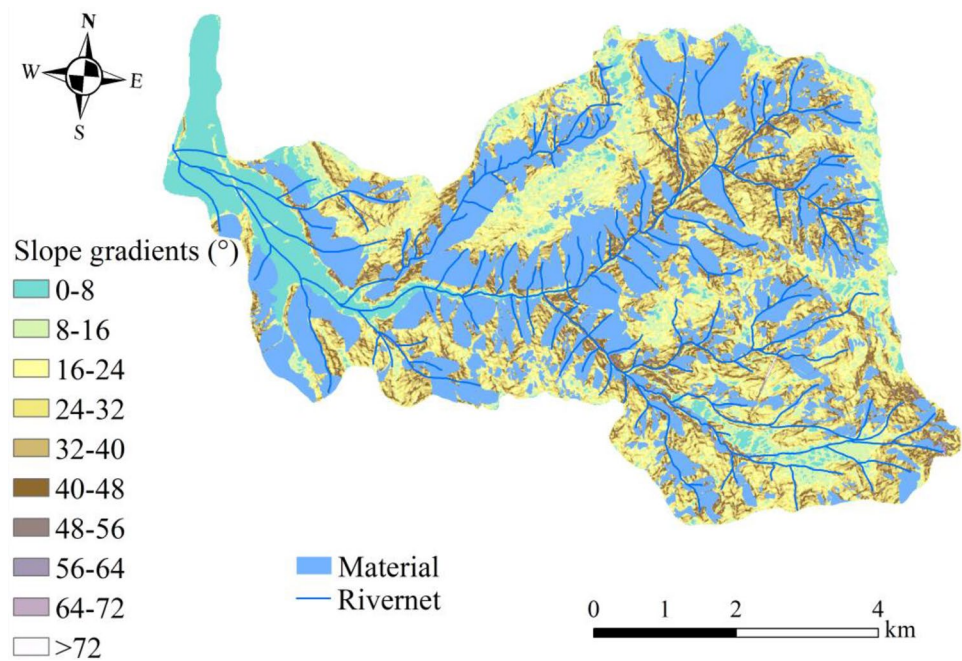 N
W
E
S
Slope gradients (°)
0-8
8-16
16-24
24-32
32-40
40-48
48-56
56-64
64-72
>72
Material
Rivernet
0 1 2 4
km